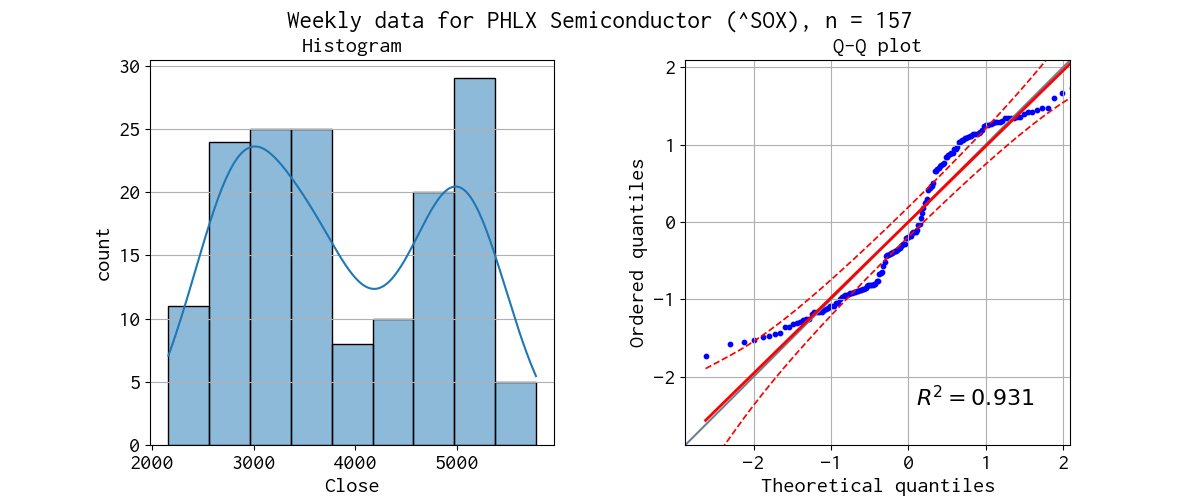 Weekly data for PHLX Semiconductor (^SOX), n = 157
Histogram
30
25
20
15
10
5
0
count
2000 3000 4000 5000
Close
Q-Q plot
2
1
0
−1
−2
Ordered quantiles
R² = 0.931
−2 −1 0 1 2
Theoretical quantiles